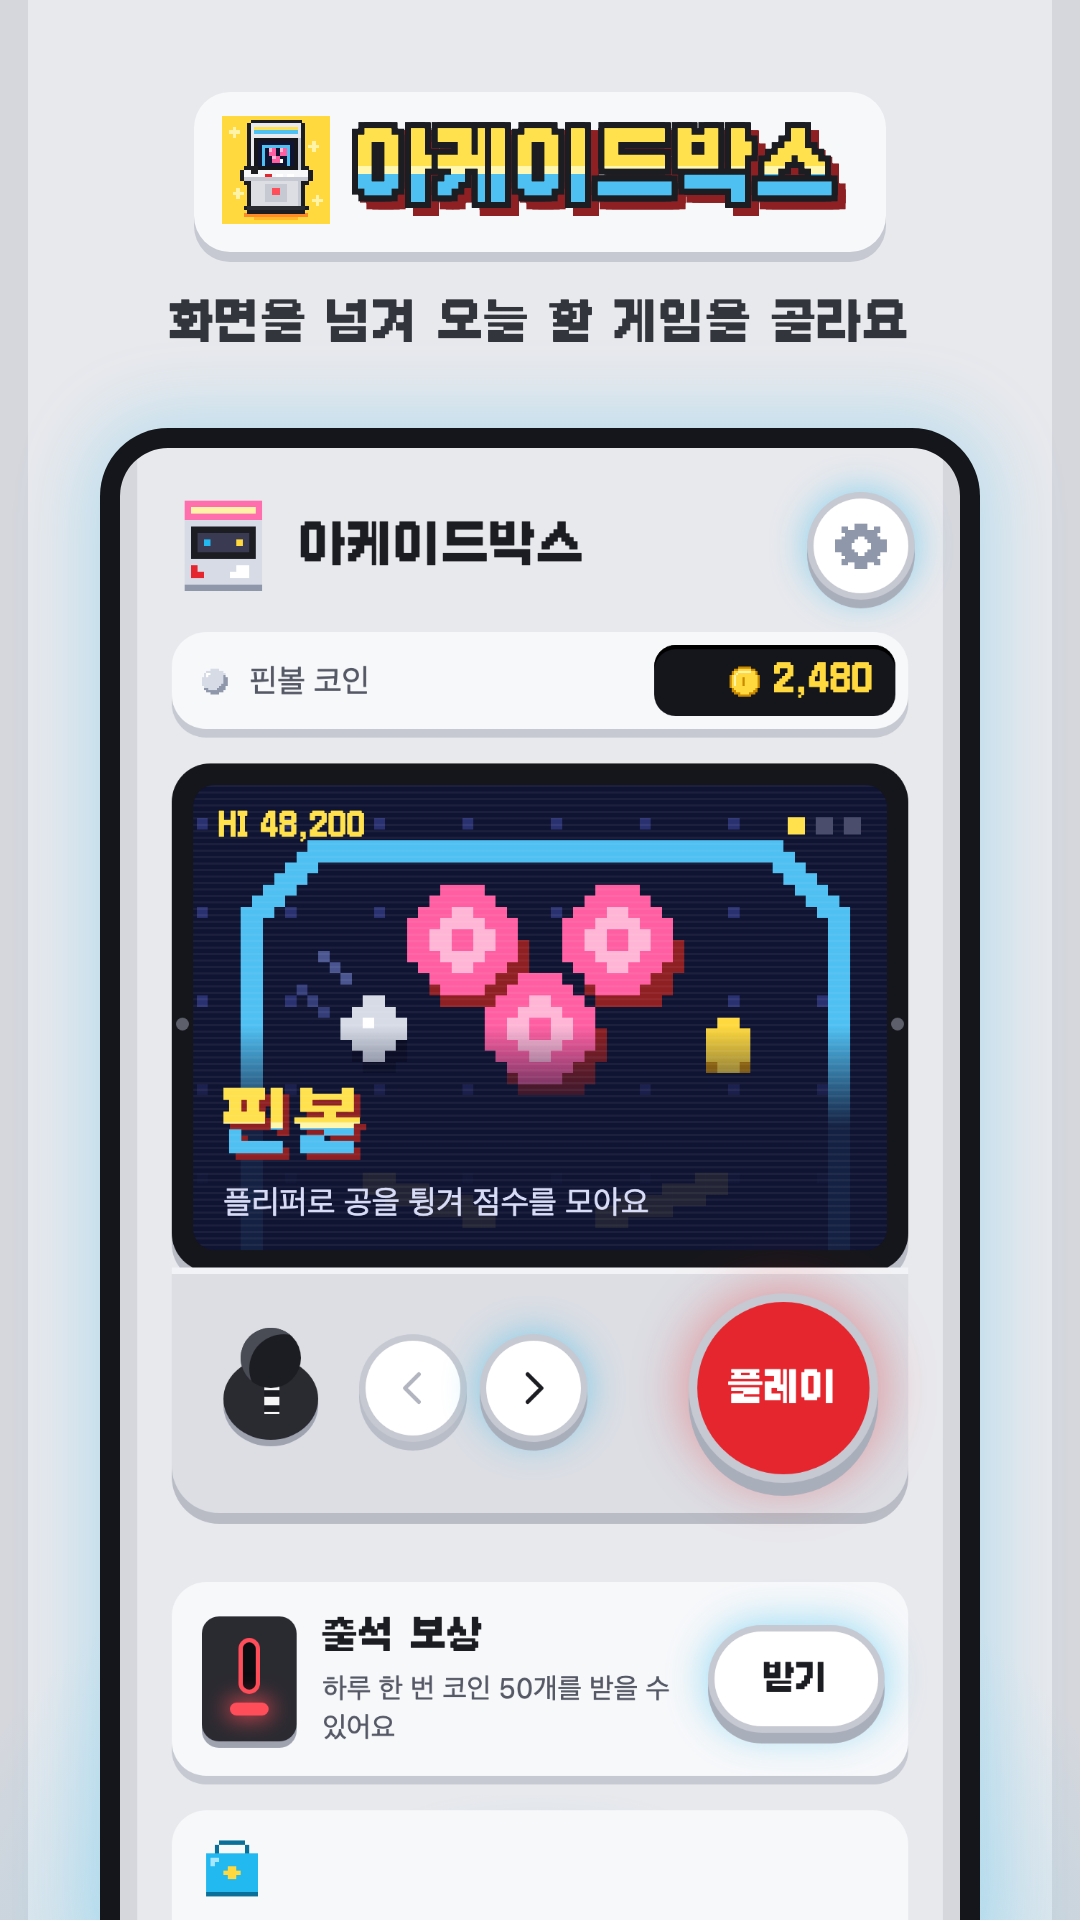 아케이드박스
화면을 넘겨 오늘 할 게임을 골라요
아케이드박스
핀볼 코인
2,480
HI 48,200
핀볼
플리퍼로 공을 튕겨 점수를 모아요
플레이
출석 보상
하루 한 번 코인 50개를 받을 수
있어요
받기